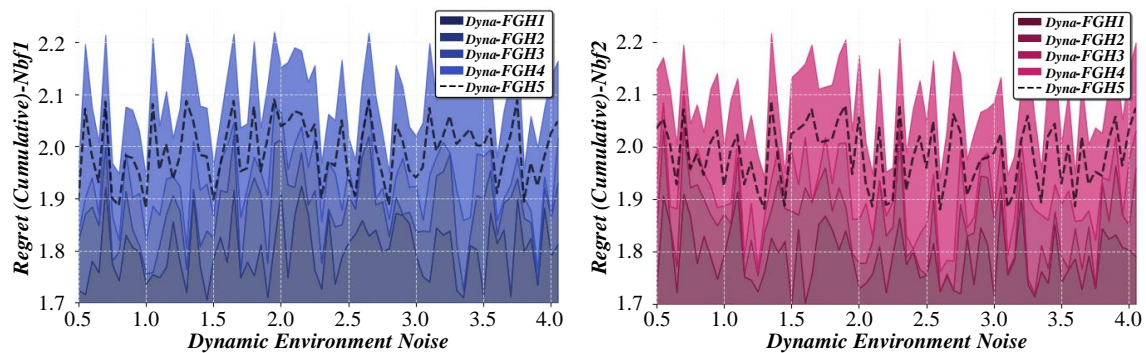 Regret (Cumulative)-Nbf1
2.2
2.1
2.0
1.9
1.8
1.7
0.5 1.0 1.5 2.0 2.5 3.0 3.5 4.0
Dynamic Environment Noise
Dyna-FGH1
Dyna-FGH2
Dyna-FGH3
Dyna-FGH4
Dyna-FGH5
Regret (Cumulative)-Nbf2
2.2
2.1
2.0
1.9
1.8
1.7
0.5 1.0 1.5 2.0 2.5 3.0 3.5 4.0
Dynamic Environment Noise
Dyna-FGH1
Dyna-FGH2
Dyna-FGH3
Dyna-FGH4
Dyna-FGH5